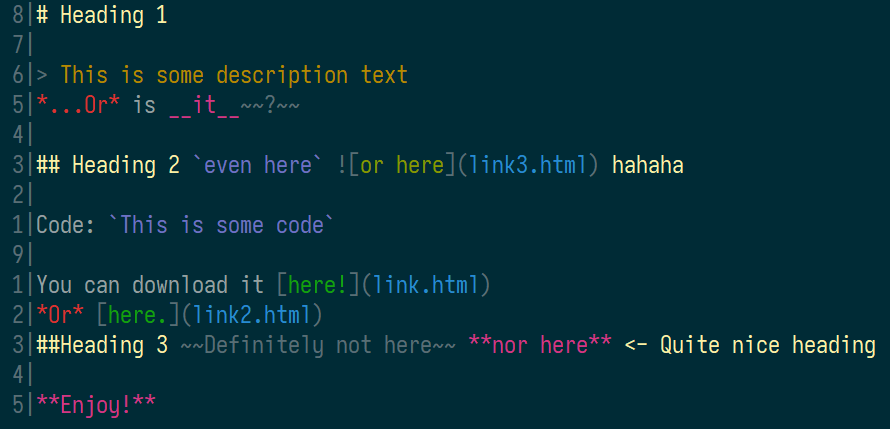 8|# Heading 1
7|
6|> This is some description text
5|*...Or* is __it__~~?~~
4|
3|## Heading 2 `even here` ![or here](link3.html) hahaha
2|
1|Code: `This is some code`
9|
1|You can download it [here!](link.html)
2|*Or* [here.](link2.html)
3|##Heading 3 ~~Definitely not here~~ **nor here** <- Quite nice heading
4|
5|**Enjoy!**